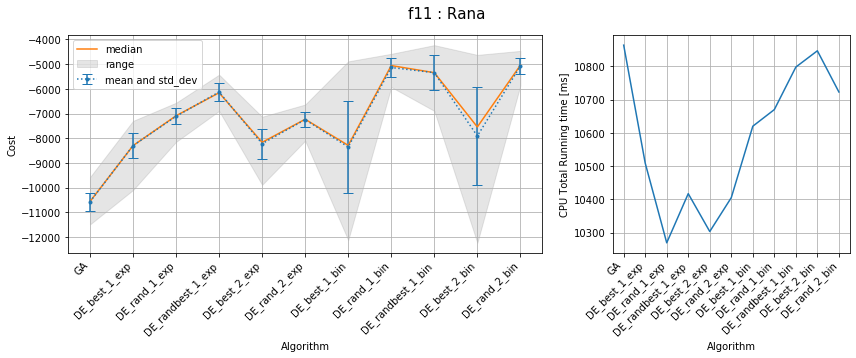 f11 : Rana
−4000
−5000
−6000
−7000
−8000
−9000
−10000
−11000
−12000
Cost
median
range
mean and std_dev
GA
DE_best_1_exp
DE_rand_1_exp
DE_randbest_1_exp
DE_best_2_exp
DE_rand_2_exp
DE_best_1_bin
DE_rand_1_bin
DE_randbest_1_bin
DE_best_2_bin
DE_rand_2_bin
Algorithm
10800
10700
10600
10500
10400
10300
CPU Total Running time [ms]
GA
DE_best_1_exp
DE_rand_1_exp
DE_randbest_1_exp
DE_best_2_exp
DE_rand_2_exp
DE_best_1_bin
DE_rand_1_bin
DE_randbest_1_bin
DE_best_2_bin
DE_rand_2_bin
Algorithm